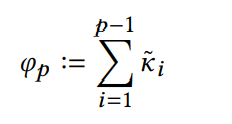 φ_p := \sum_{i=1}^{p-1} \tilde{κ}_i